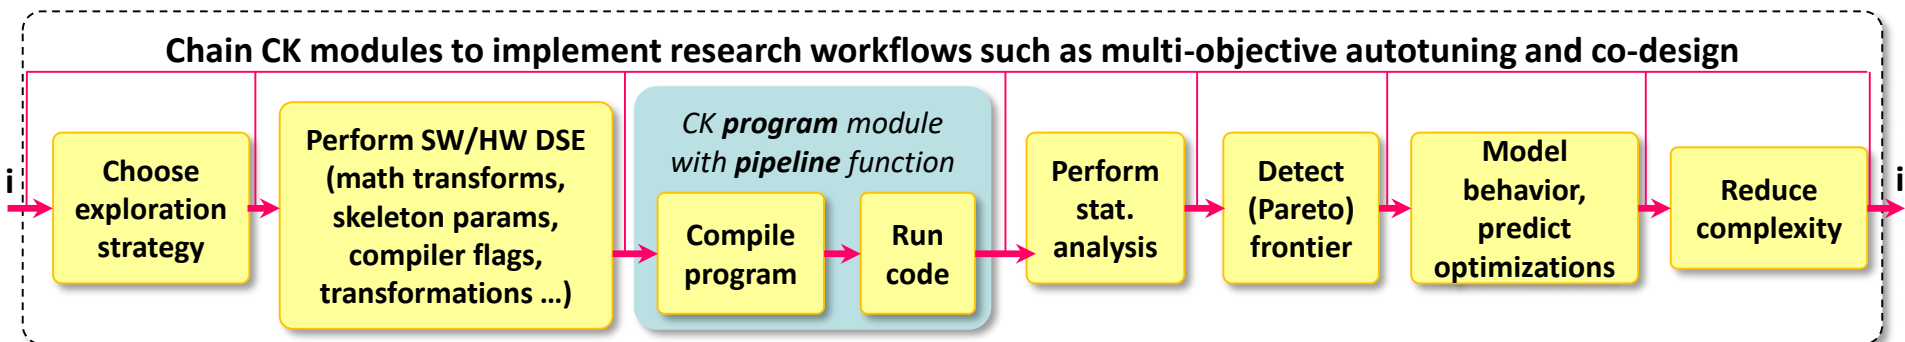 Chain CK modules to implement research workflows such as multi-objective autotuning and co-design
i
Choose
exploration
strategy
Perform SW/HW DSE
(math transforms,
skeleton params,
compiler flags,
transformations …)
CK program module
with pipeline function
Compile
program
Run
code
Perform
stat.
analysis
Detect
(Pareto)
frontier
Model
behavior,
predict
optimizations
Reduce
complexity
i